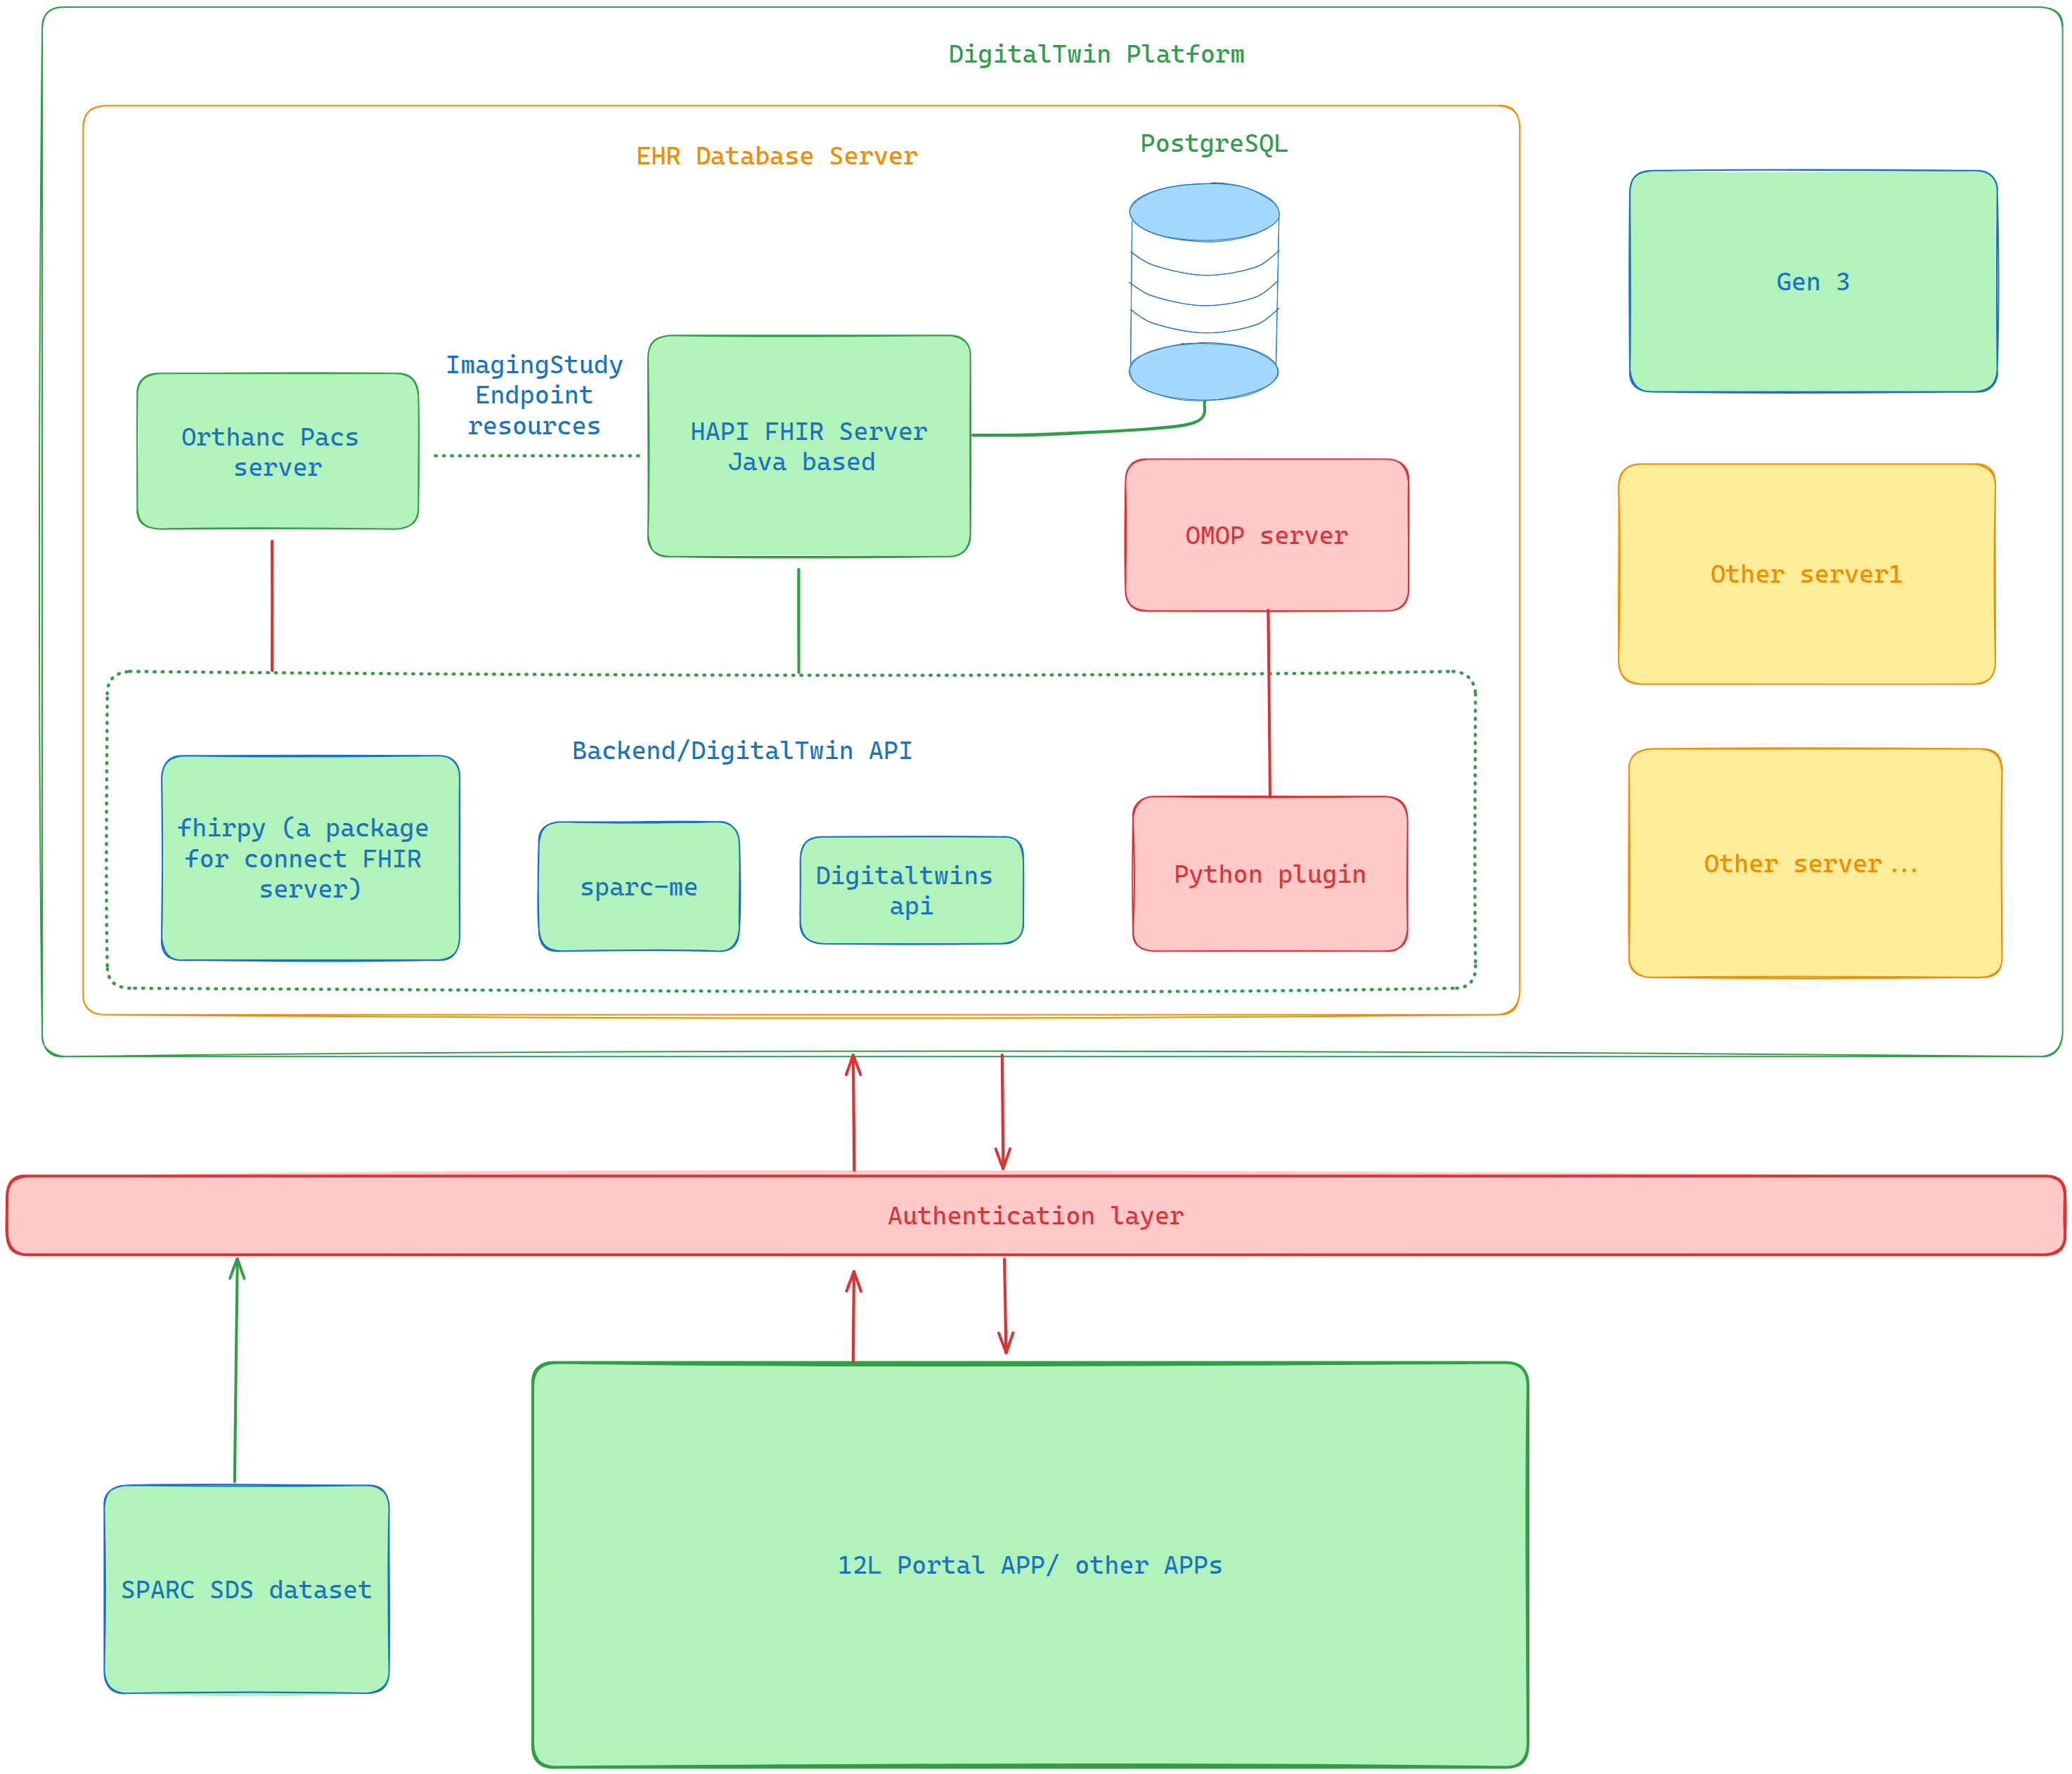 DigitalTwin Platform
EHR Database Server
PostgreSQL
Gen 3
ImagingStudy
Endpoint
resources
Orthanc Pacs
server
HAPI FHIR Server
Java based
OMOP server
Other server1
Backend/DigitalTwin API
fhirpy (a package
for connect FHIR
server)
sparc-me
Digitaltwins
api
Python plugin
Other server...
Authentication layer
SPARC SDS dataset
12L Portal APP/ other APPs